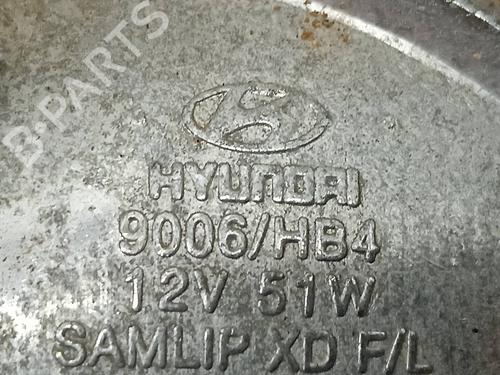 B-PARTS
HYUNDAI
9006/HB4
12V 51W
SAMLIP XD F/L